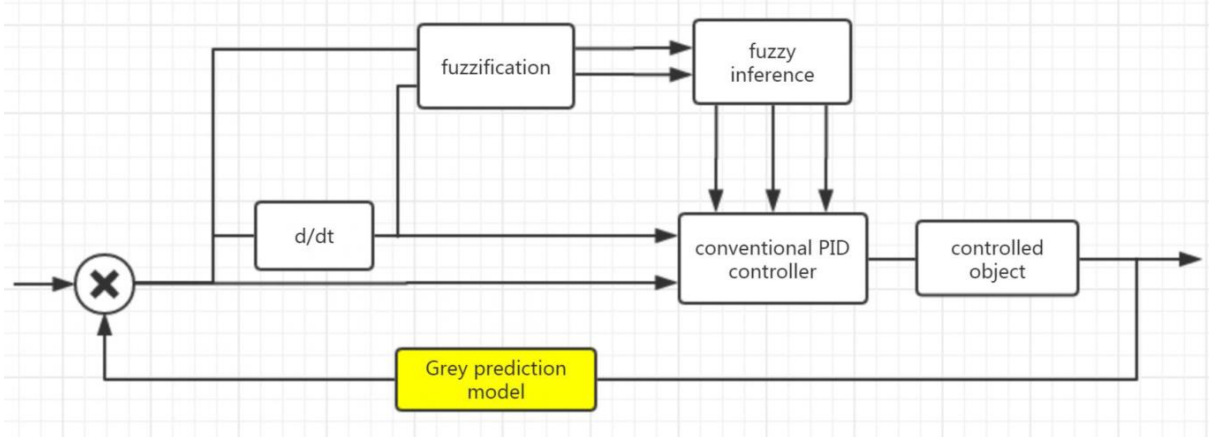 fuzzification
fuzzy
inference
d/dt
conventional PID
controller
controlled
object
Grey prediction
model